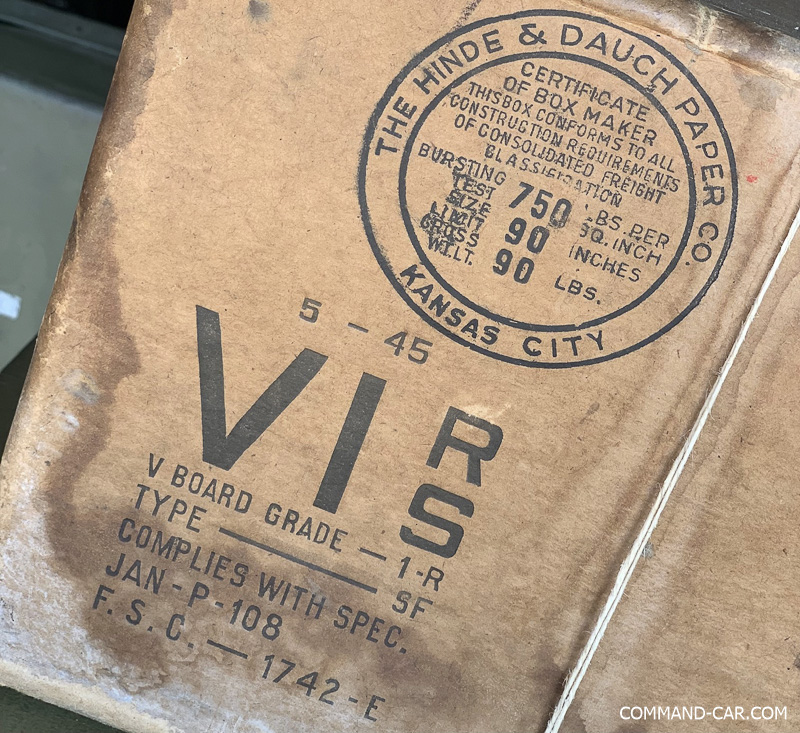 THE HINDE & DAUCH PAPER CO.
CERTIFICATE
OF BOX MAKER
THIS BOX CONFORMS TO ALL
CONSTRUCTION REQUIREMENTS
OF CONSOLIDATED FREIGHT
CLASSIFICATION
BURSTING
TEST 750 LBS. PER
SQ. INCH
SIZE
LIMIT 90 INCHES
GROSS
WT. LT. 90 LBS.
KANSAS CITY
5 - 45
V1 R
S
V BOARD GRADE - 1-R
TYPE — SF
COMPLIES WITH SPEC.
JAN-P-108
F. S. C. — 1742-E
COMMAND-CAR.COM